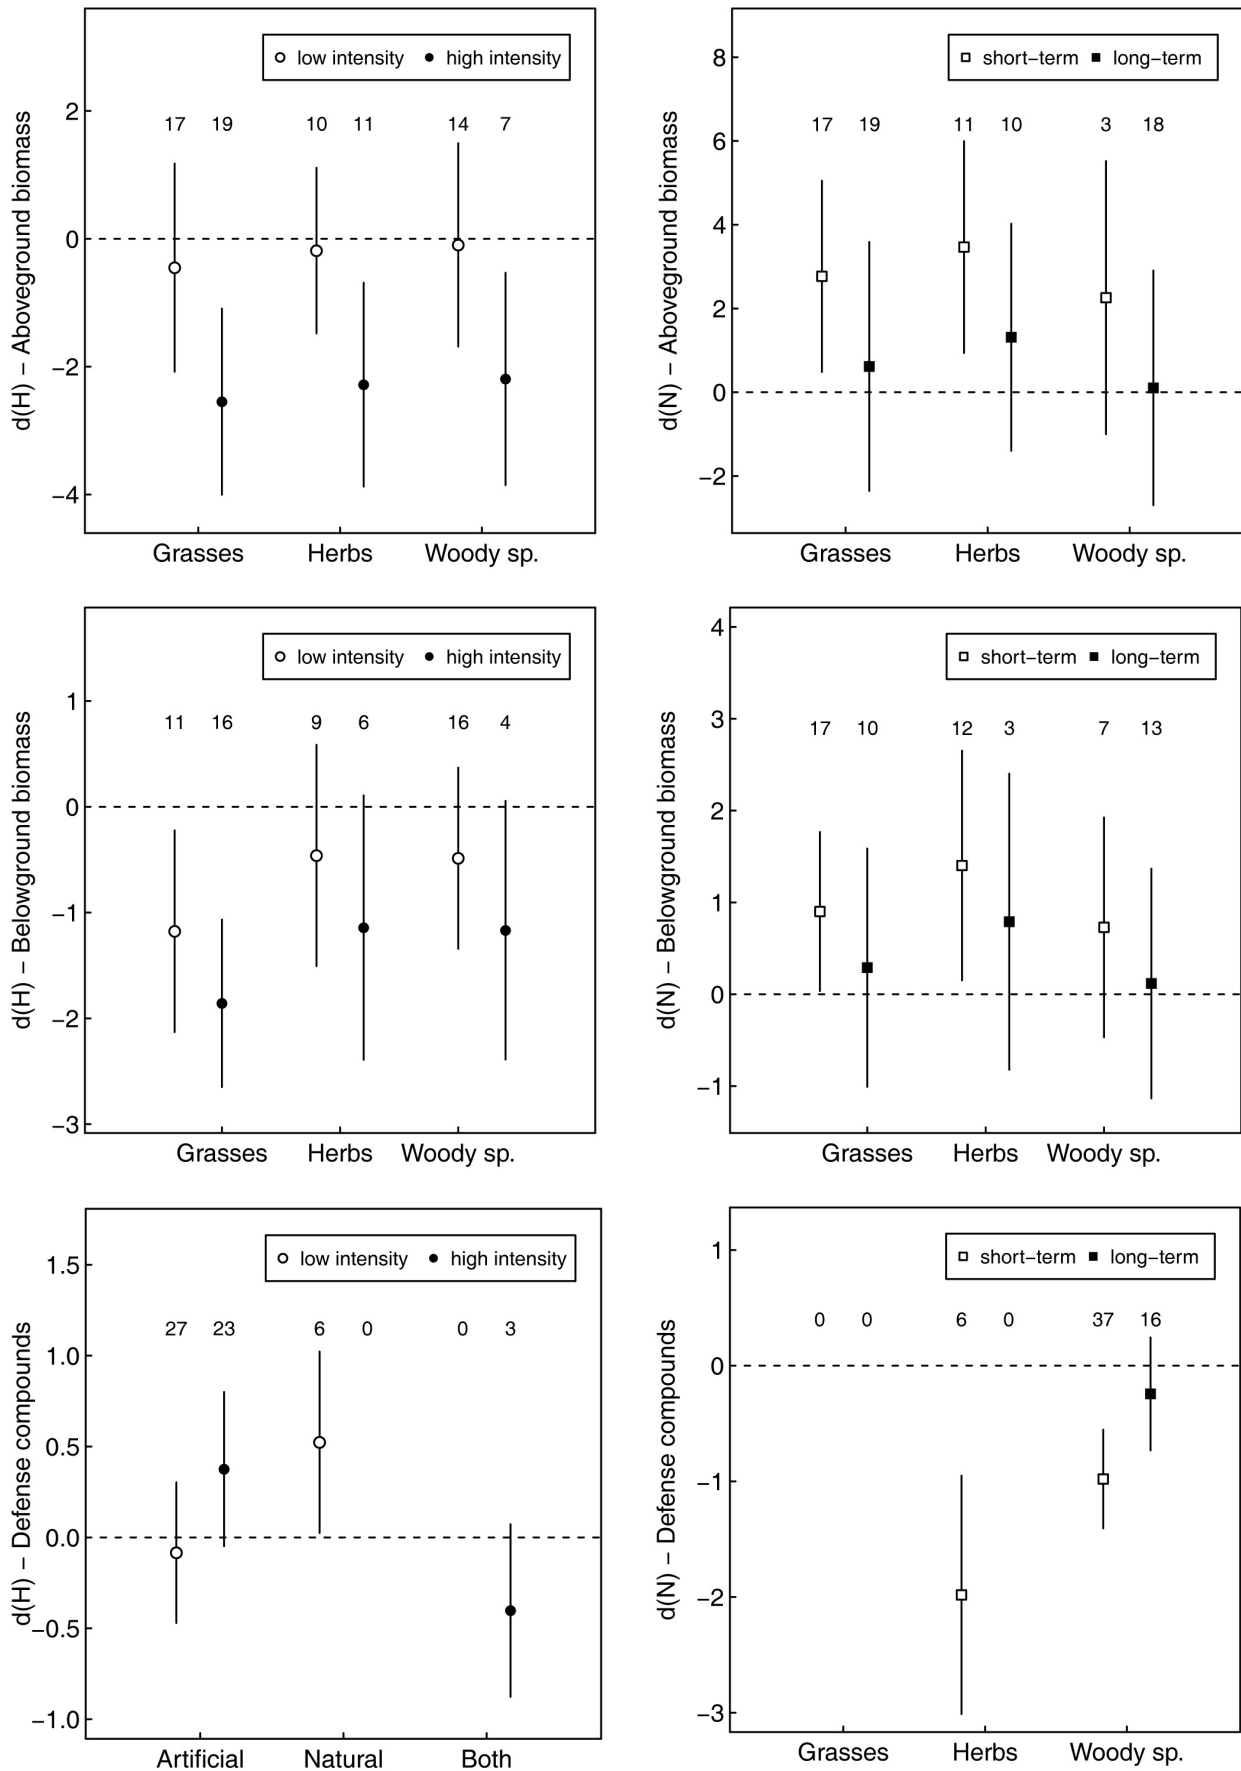 d(H) − Aboveground biomass
low intensity high intensity
17 19 10 11 14 7
2
0
−2
−4
Grasses Herbs Woody sp.
d(N) − Aboveground biomass
short−term long−term
17 19 11 10 3 18
8
6
4
2
0
−2
Grasses Herbs Woody sp.
d(H) − Belowground biomass
low intensity high intensity
11 16 9 6 16 4
1
0
−1
−2
−3
Grasses Herbs Woody sp.
d(N) − Belowground biomass
short−term long−term
17 10 12 3 7 13
4
3
2
1
0
−1
Grasses Herbs Woody sp.
d(H) − Defense compounds
low intensity high intensity
27 23 6 0 0 3
1.5
1.0
0.5
0.0
−0.5
−1.0
Artificial Natural Both
d(N) − Defense compounds
short−term long−term
0 0 6 0 37 16
1
0
−1
−2
−3
Grasses Herbs Woody sp.